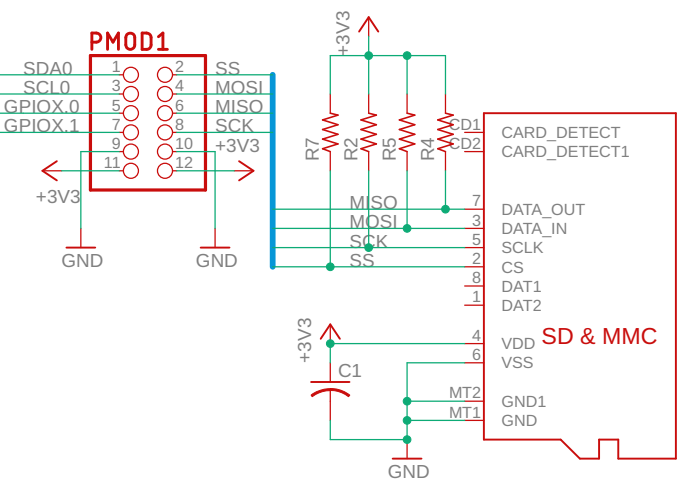 +3V3
PMOD1
SDA0 1 2 SS
SCL0 3 4 MOSI
GPIOX.0 5 6 MISO
GPIOX.1 7 8 SCK
9 10 +3V3
11 12
+3V3
GND GND
R7 R2 R5 R4
CD1 CARD_DETECT
CD2 CARD_DETECT1
MISO 7 DATA_OUT
MOSI 3 DATA_IN
SCK 5 SCLK
SS 2 CS
8 DAT1
1 DAT2
+3V3
4 VDD
SD & MMC
6 VSS
C1
MT2 GND1
MT1 GND
GND